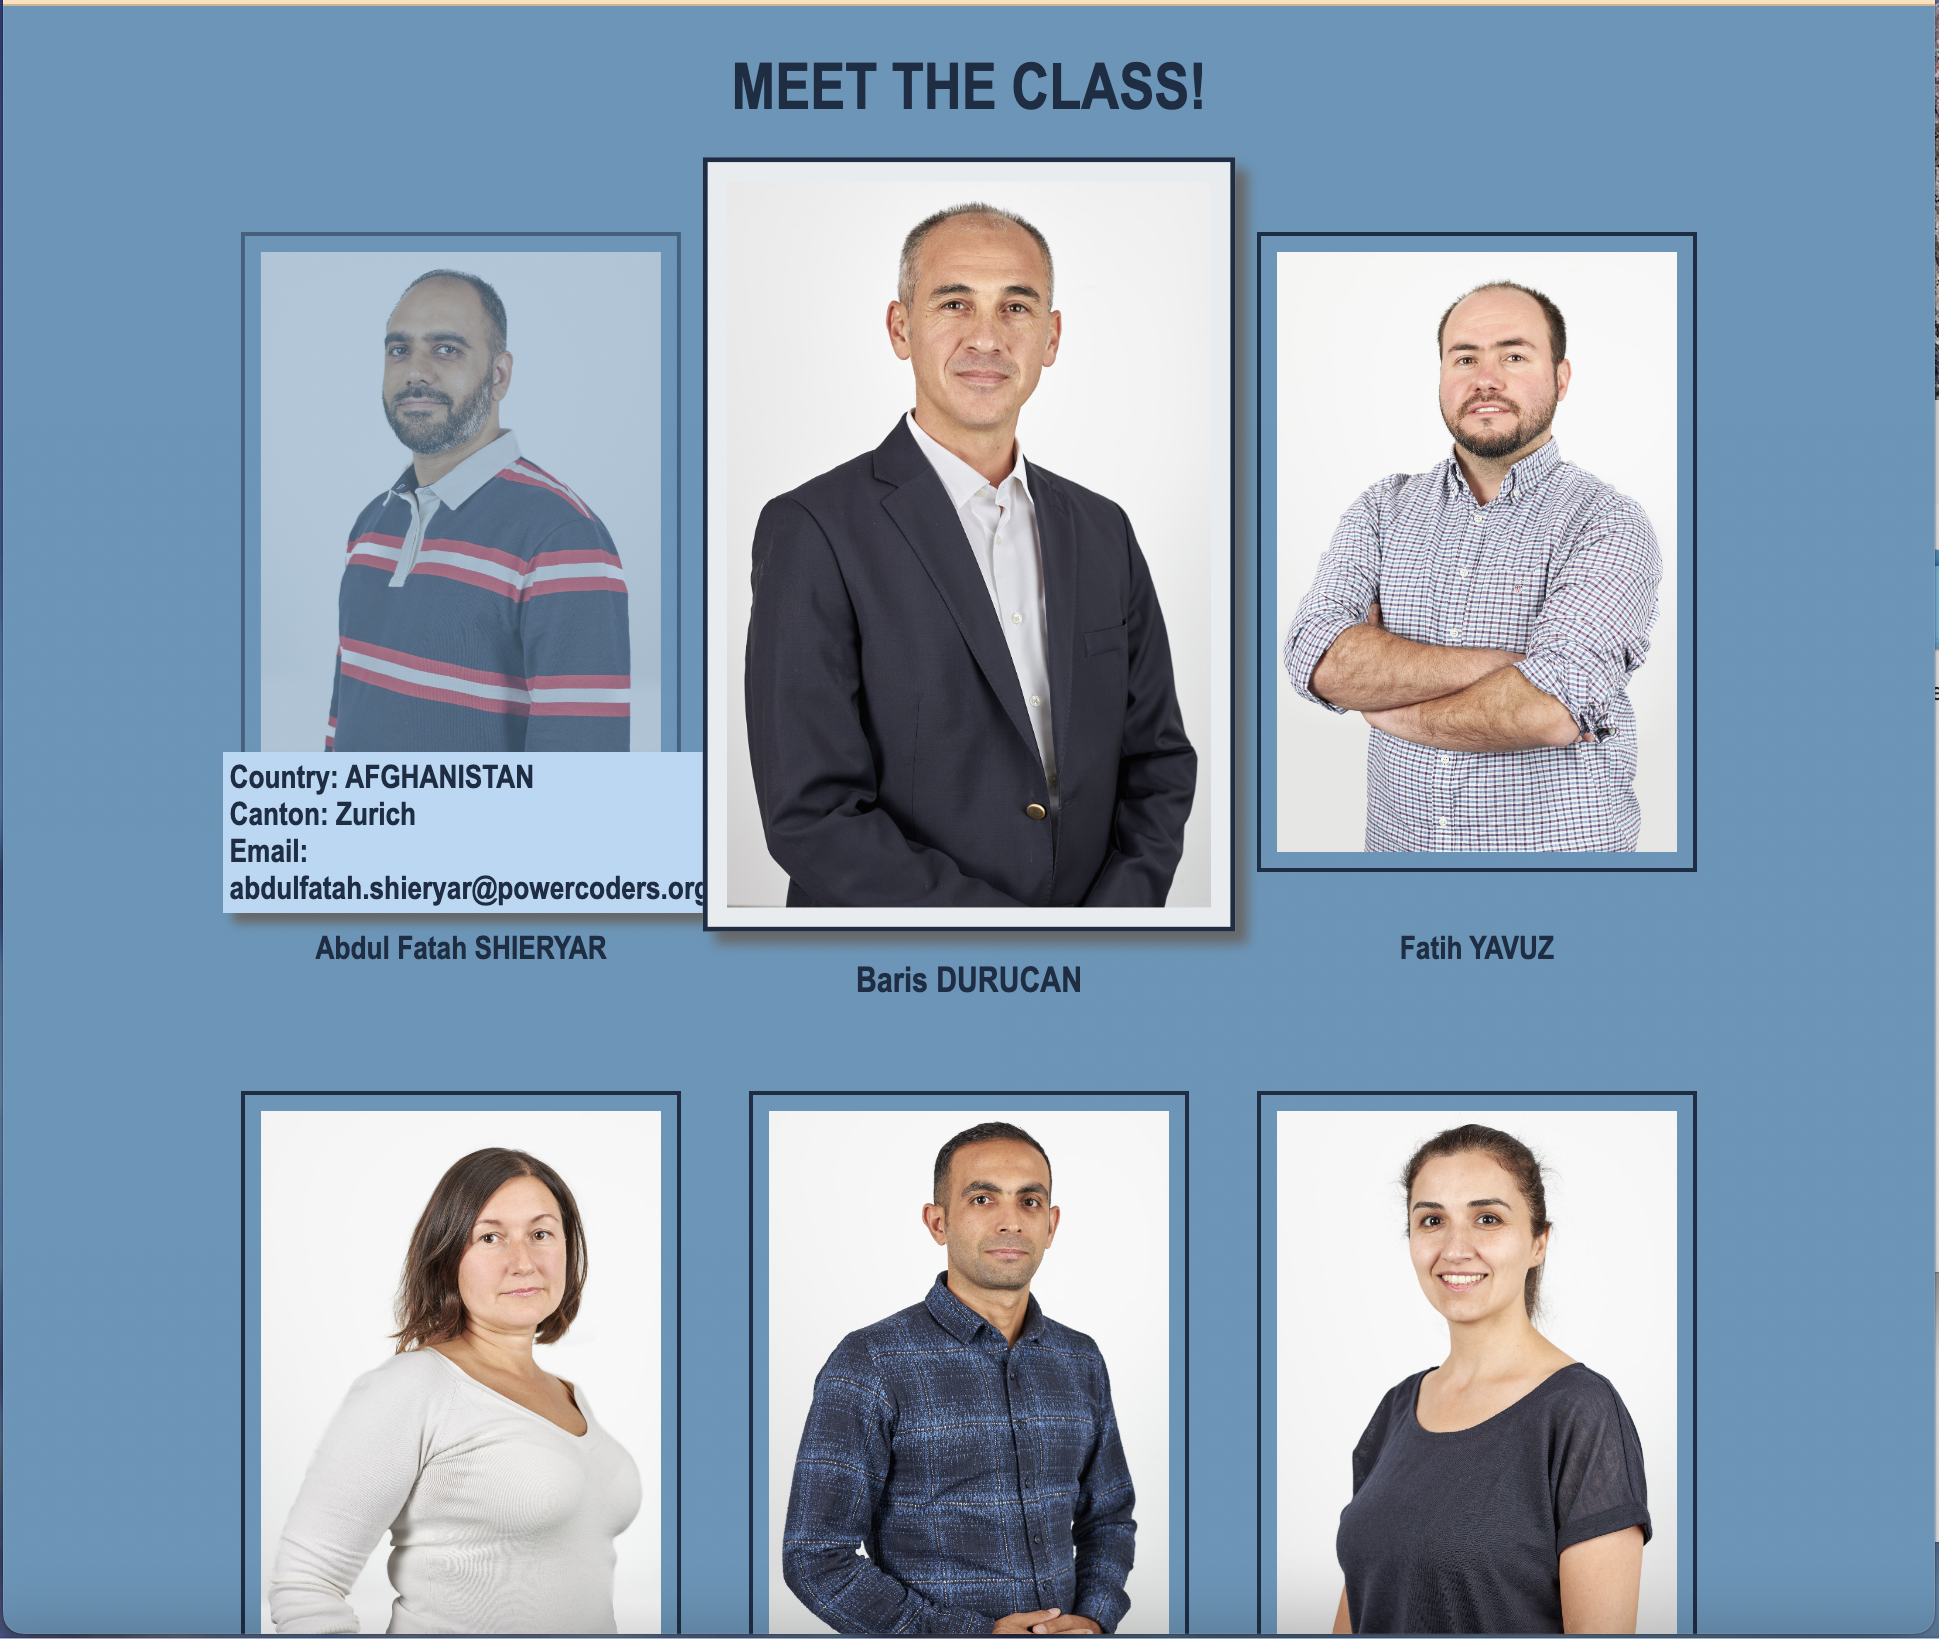 MEET THE CLASS!
Country: AFGHANISTAN
Canton: Zurich
Email:
abdulfatah.shieryar@powercoders.org
Abdul Fatah SHIERYAR
Baris DURUCAN
Fatih YAVUZ